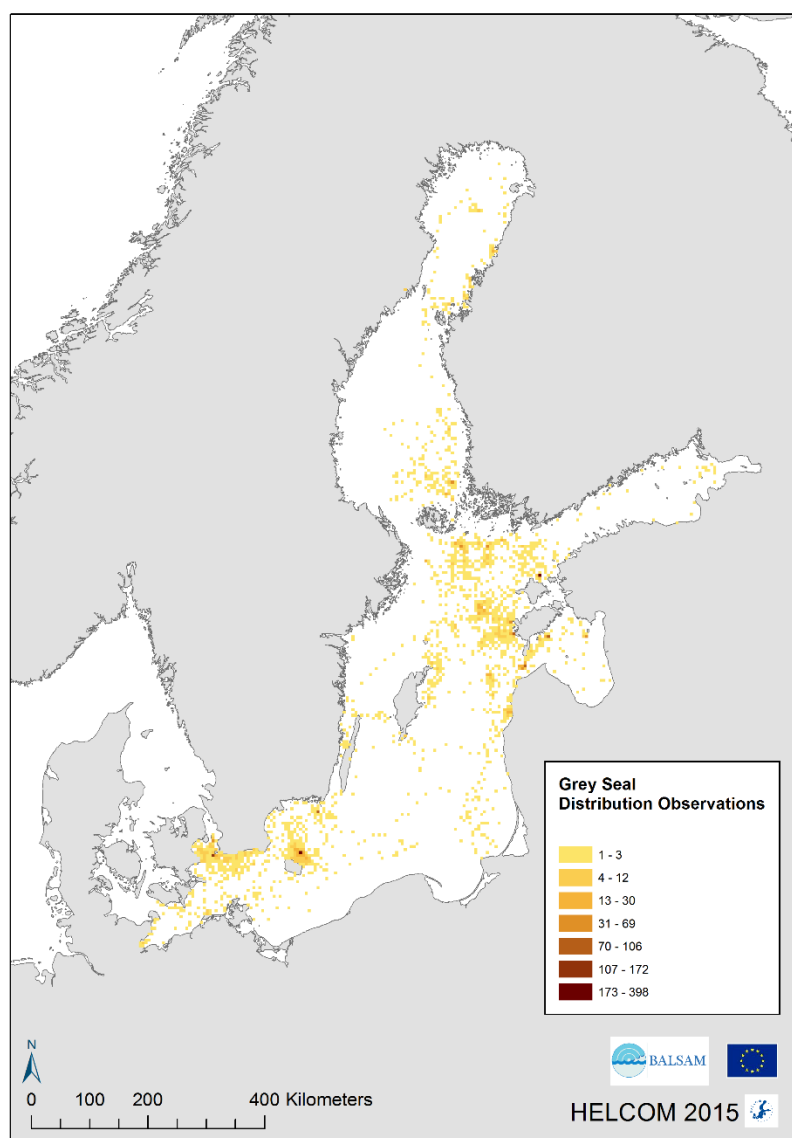 Grey Seal
Distribution Observations
1 - 3
4 - 12
13 - 30
31 - 69
70 - 106
107 - 172
173 - 398
N
0 100 200 400 Kilometers
BALSAM
HELCOM 2015